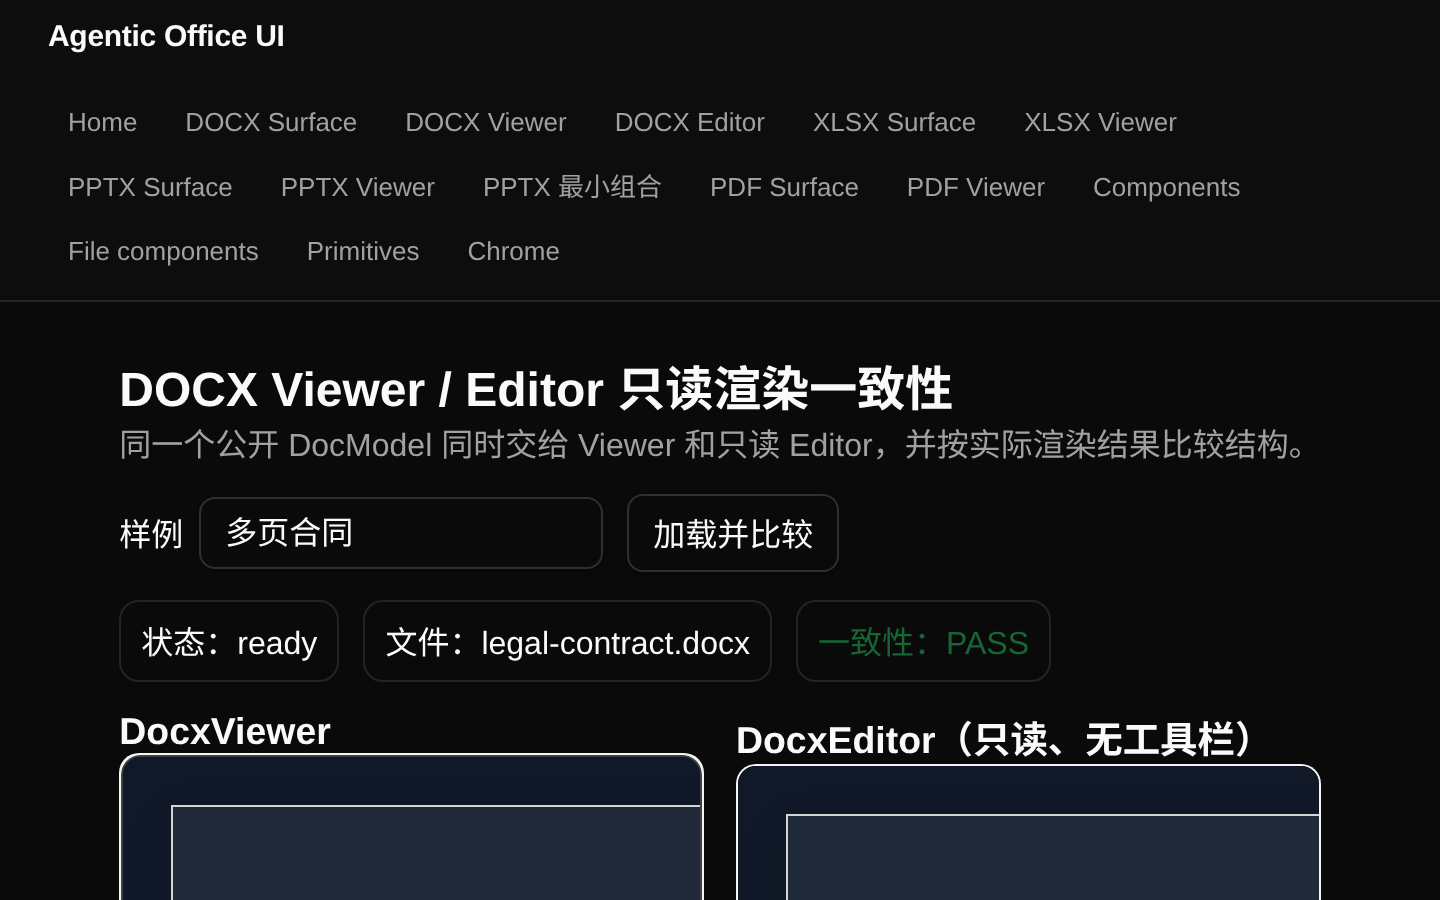 Agentic Office UI
Home DOCX Surface DOCX Viewer DOCX Editor XLSX Surface XLSX Viewer
PPTX Surface PPTX Viewer PPTX 最小组合 PDF Surface PDF Viewer Components
File components Primitives Chrome
DOCX Viewer / Editor 只读渲染一致性
同一个公开 DocModel 同时交给 Viewer 和只读 Editor，并按实际渲染结果比较结构。
样例 多页合同 加载并比较
状态：ready 文件：legal-contract.docx 一致性：PASS
DocxViewer DocxEditor（只读、无工具栏）